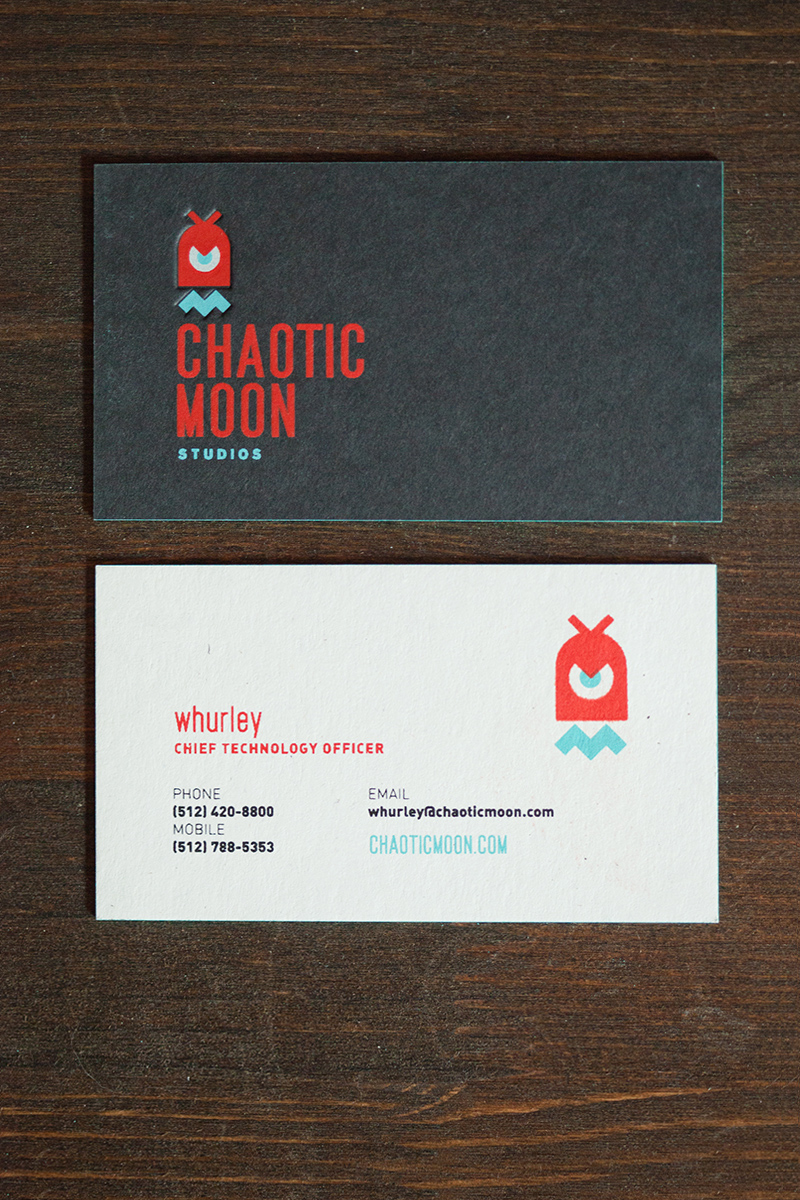 CHAOTIC
MOON
STUDIOS
whurley
CHIEF TECHNOLOGY OFFICER
PHONE
(512) 420-8800
MOBILE
(512) 788-5353
EMAIL
whurley@chaoticmoon.com
CHAOTICMOON.COM